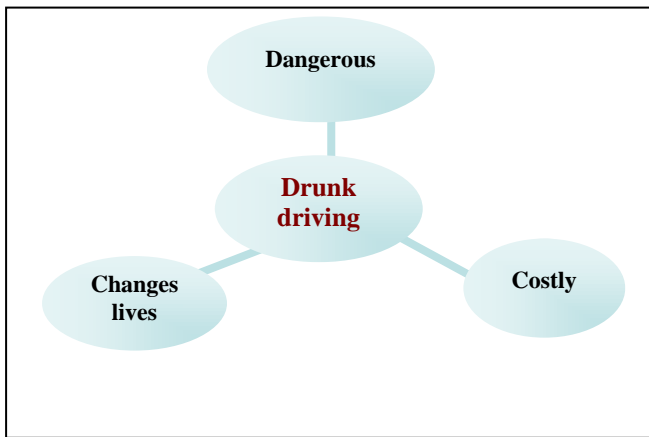 Dangerous
Drunk
driving
Changes
lives
Costly